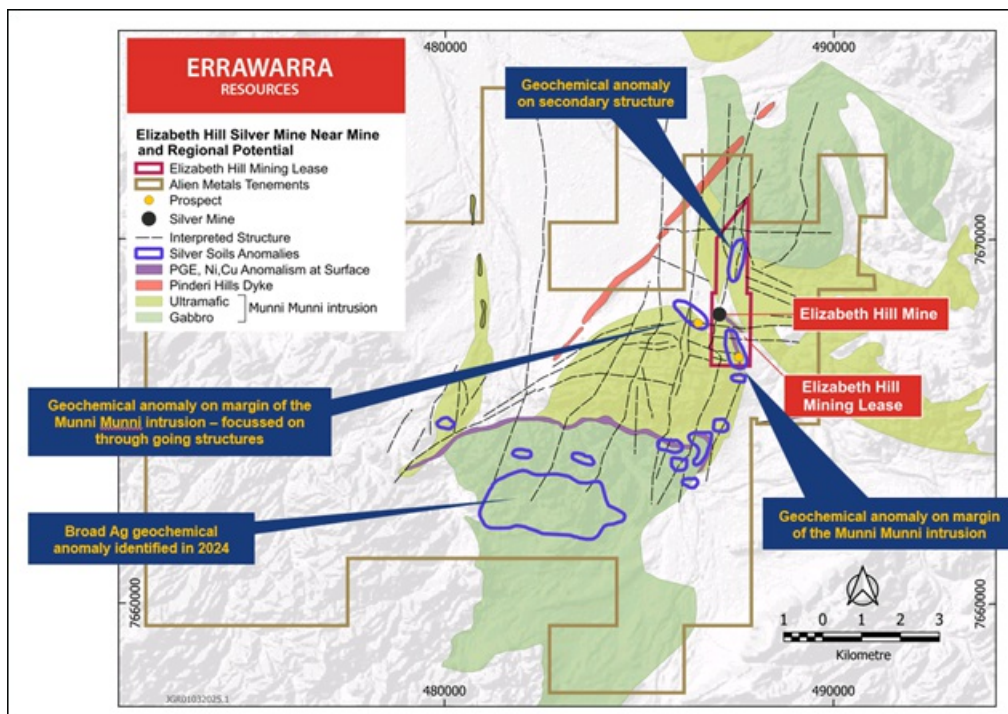 480000
490000
ERRAWARRA
RESOURCES
Elizabeth Hill Silver Mine Near Mine
and Regional Potential
Elizabeth Hill Mining Lease
Alien Metals Tenements
Prospect
Silver Mine
Interpreted Structure
Silver Soils Anomalies
PGE, Ni,Cu Anomalism at Surface
Pinderi Hills Dyke
Ultramafic
Gabbro
Munni Munni intrusion
Geochemical anomaly
on secondary structure
7670000
7670000
Elizabeth Hill Mine
Elizabeth Hill
Mining Lease
Geochemical anomaly on margin of the
Munni Munni intrusion – focussed on
through going structures
Broad Ag geochemical
anomaly identified in 2024
Geochemical anomaly on margin
of the Munni Munni intrusion
7660000
7660000
1 0 1 2 3
Kilometre
JGR01032025.1
480000
490000